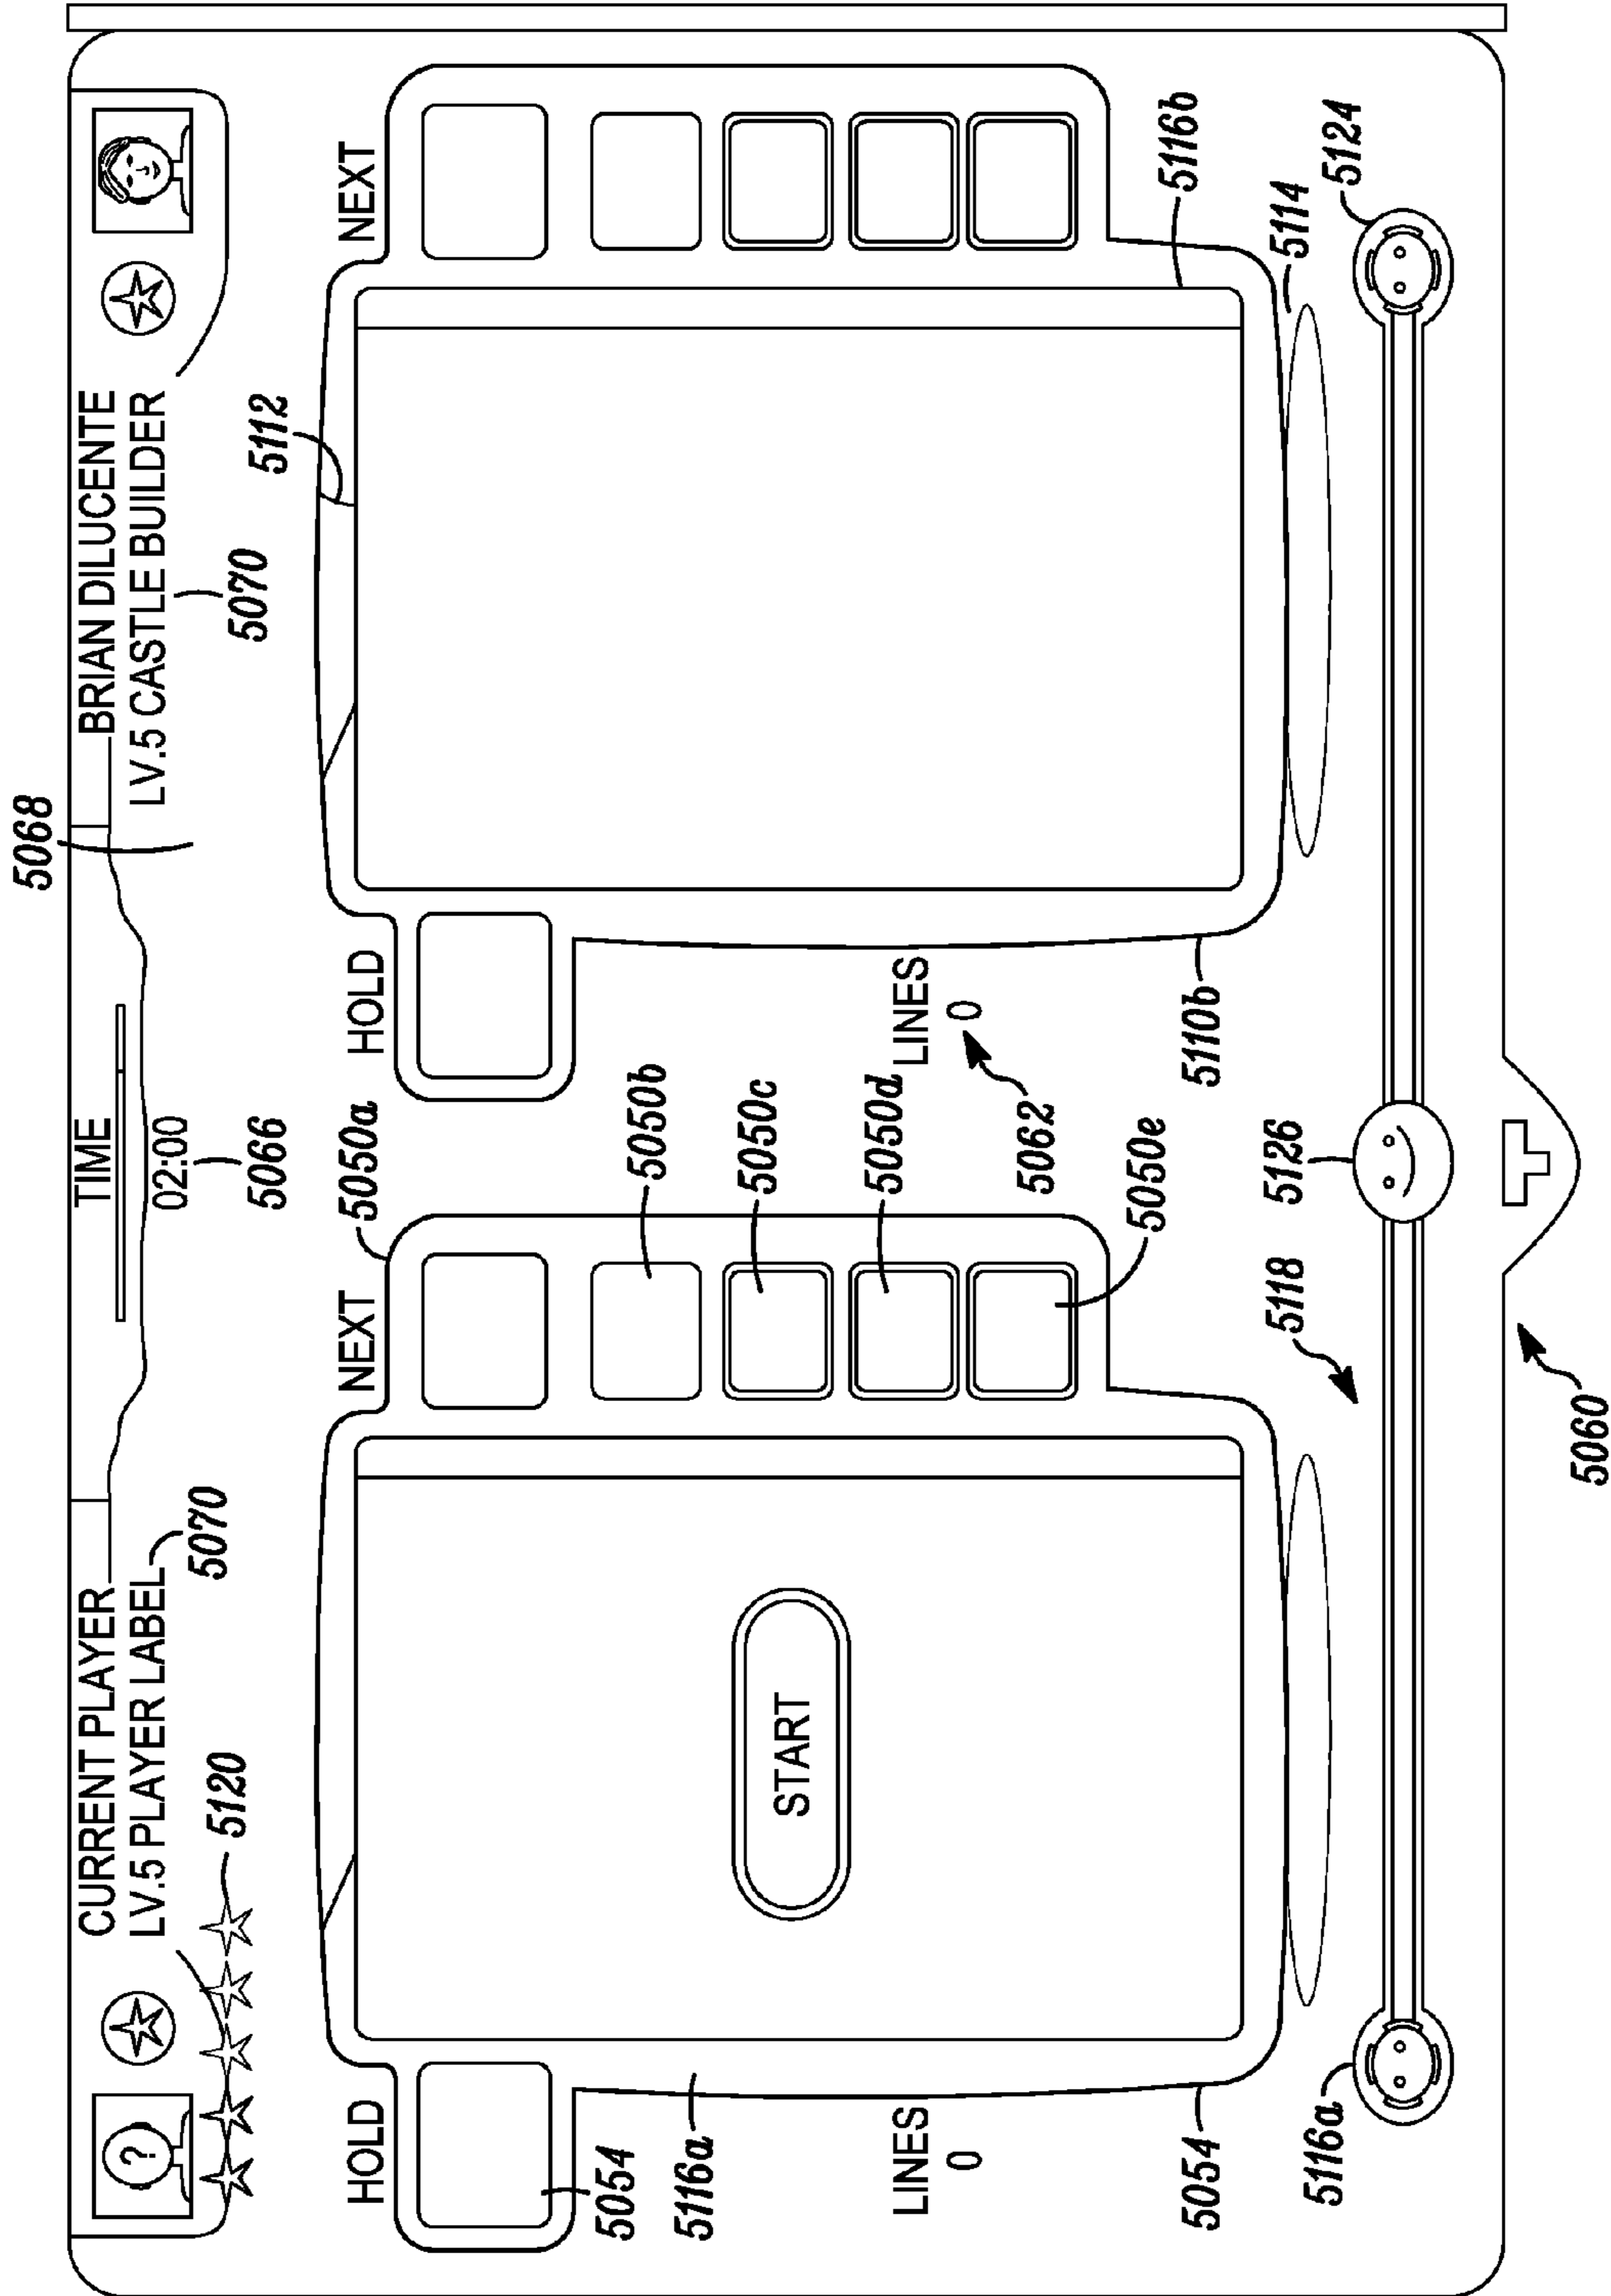 5068
CURRENT PLAYER
LV.5 PLAYER LABEL
5070
5120
TIME
02:00
5066
BRIAN DILUCENTE
LV.5 CASTLE BUILDER
5070
5112
HOLD
NEXT
5050a
HOLD
NEXT
?
5054
5116a
START
5050b
5050c
5050d
5050e
LINES
0
LINES
0
5062
5054
5110b
5116b
5116a
5118
5126
5114
5124
5060